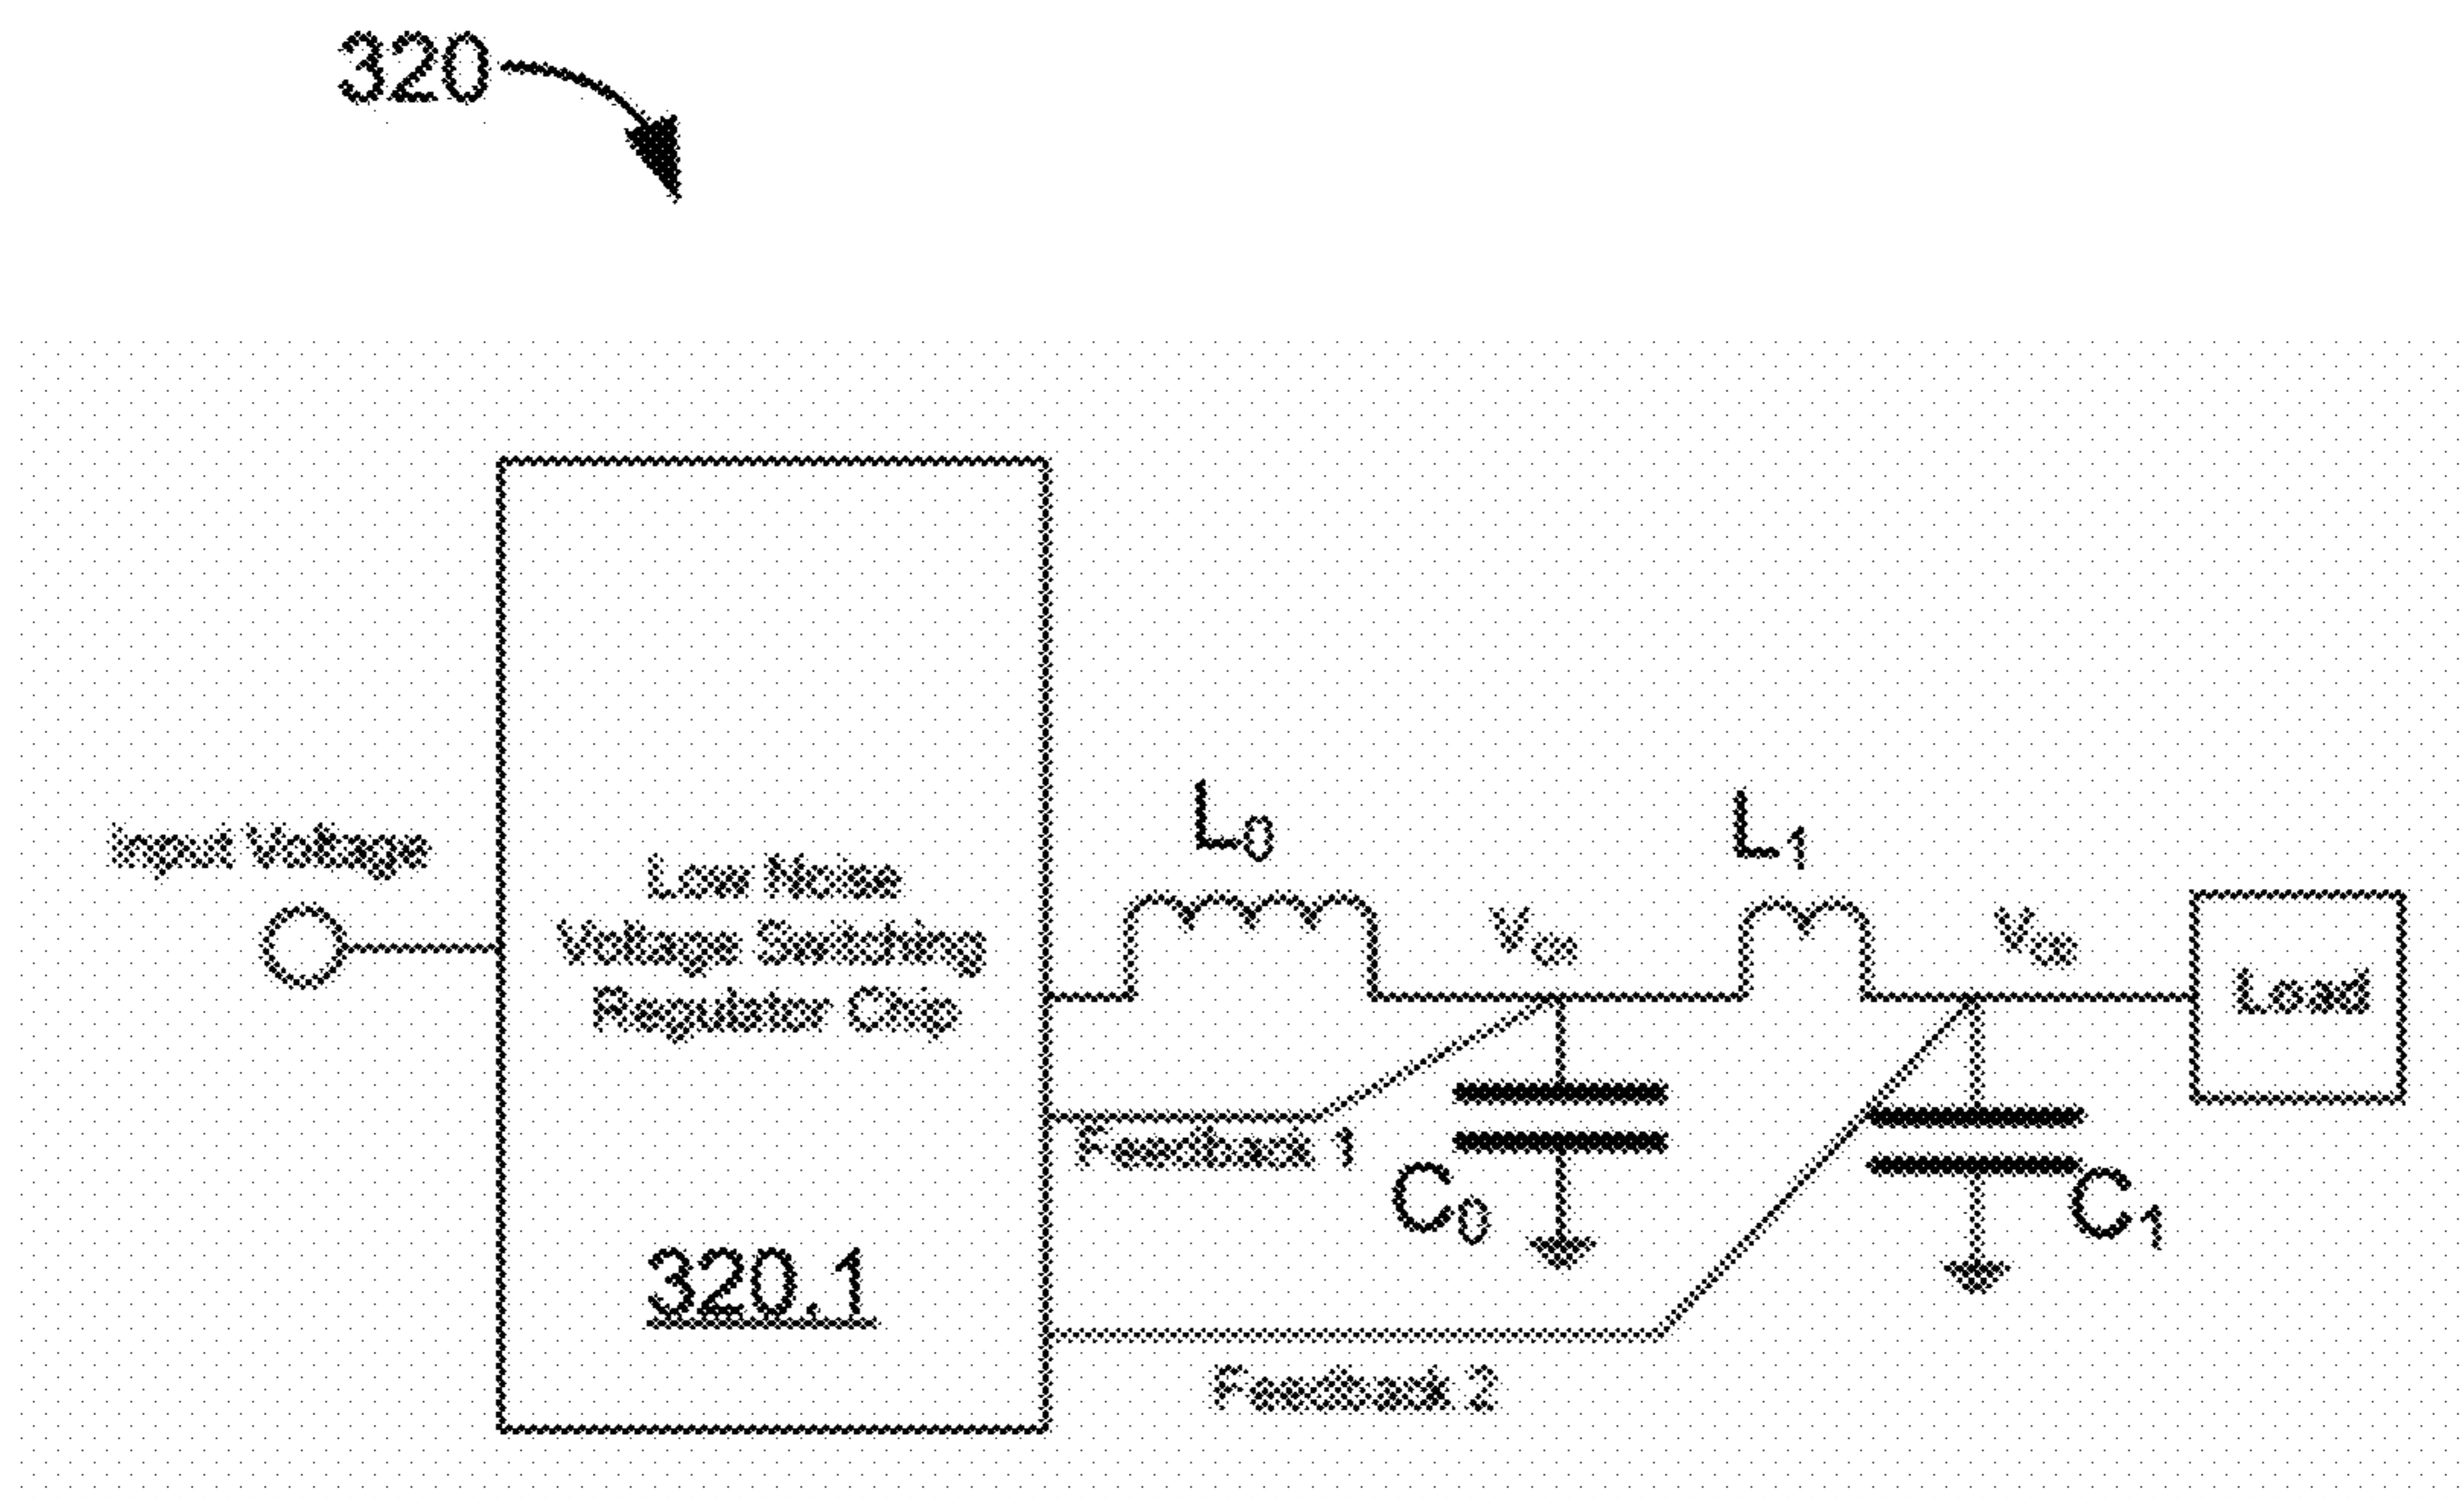 320
L0
L1
Input Voltage
Low Noise
Voltage Switching
Regulator Chip
Load
Feedback 1
C0
C1
320.1
Feedback 2